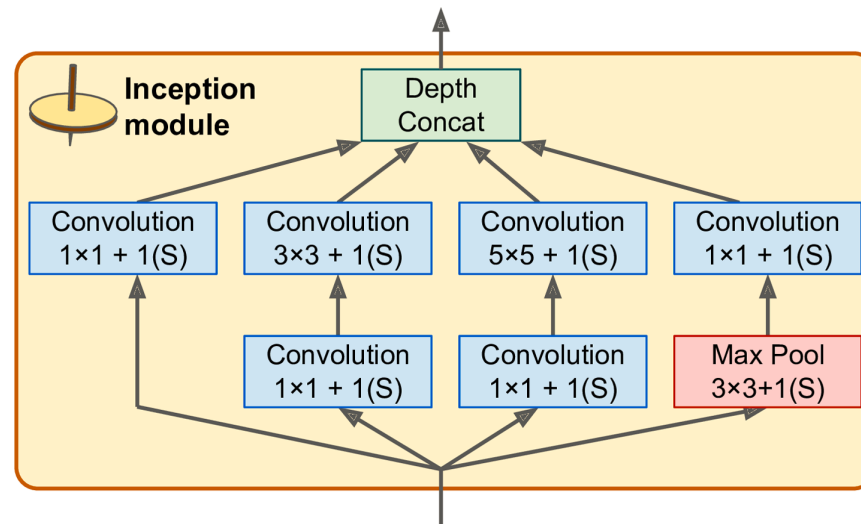 Inception
module
Depth
Concat
Convolution
1×1 + 1(S)
Convolution
3×3 + 1(S)
Convolution
5×5 + 1(S)
Convolution
1×1 + 1(S)
Convolution
1×1 + 1(S)
Convolution
1×1 + 1(S)
Max Pool
3×3+1(S)